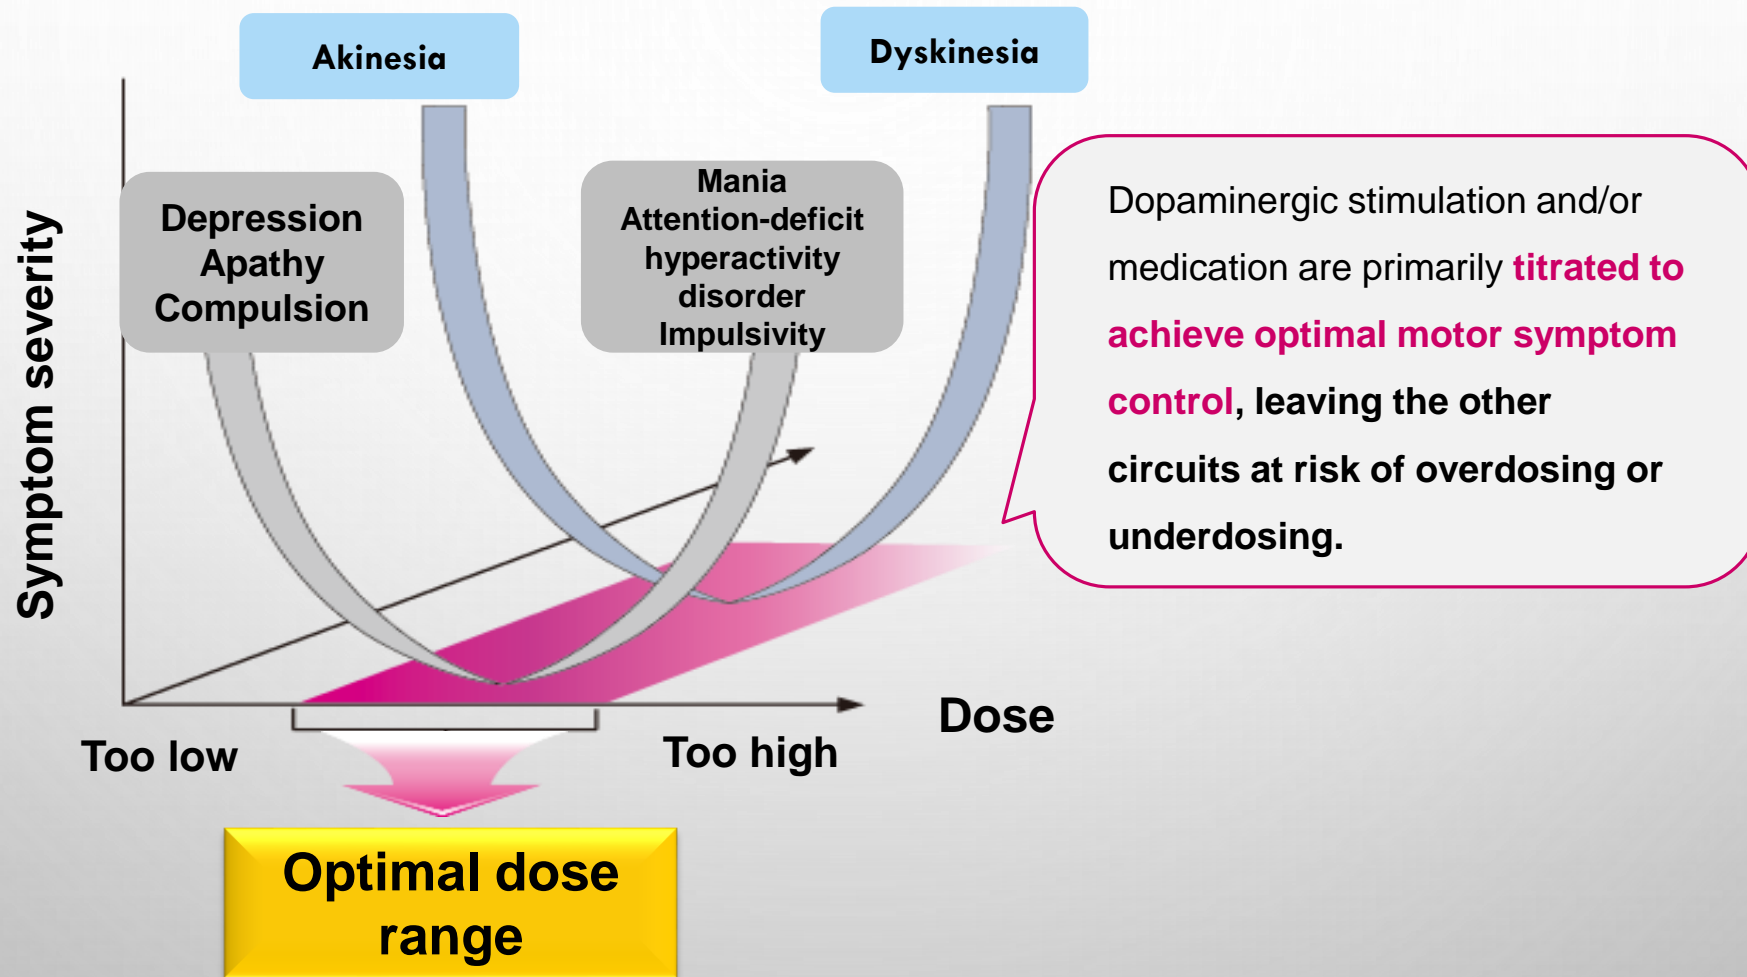 Akinesia
Dyskinesia
Symptom severity
Depression
Apathy
Compulsion
Mania
Attention-deficit
hyperactivity
disorder
Impulsivity
Dopaminergic stimulation and/or
medication are primarily titrated to
achieve optimal motor symptom
control, leaving the other
circuits at risk of overdosing or
underdosing.
Too low
Too high
Dose
Optimal dose
range